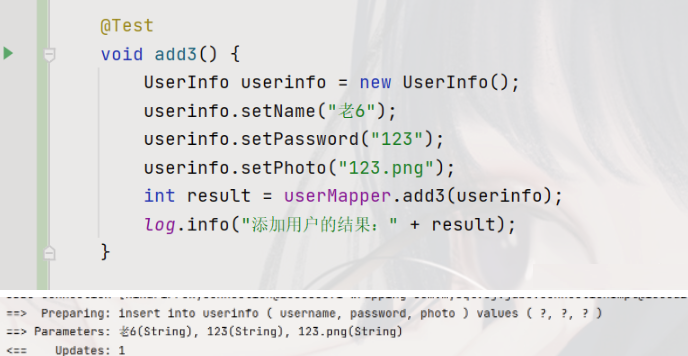 @Test
void add3() {
UserInfo userinfo = new UserInfo();
userinfo.setName("老6");
userinfo.setPassword("123");
userinfo.setPhoto("123.png");
int result = userMapper.add3(userinfo);
log.info("添加用户的结果：" + result);
}
==>  Preparing: insert into userinfo ( username, password, photo ) values ( ?, ?, ? )
==> Parameters: 老6(String), 123(String), 123.png(String)
<==    Updates: 1